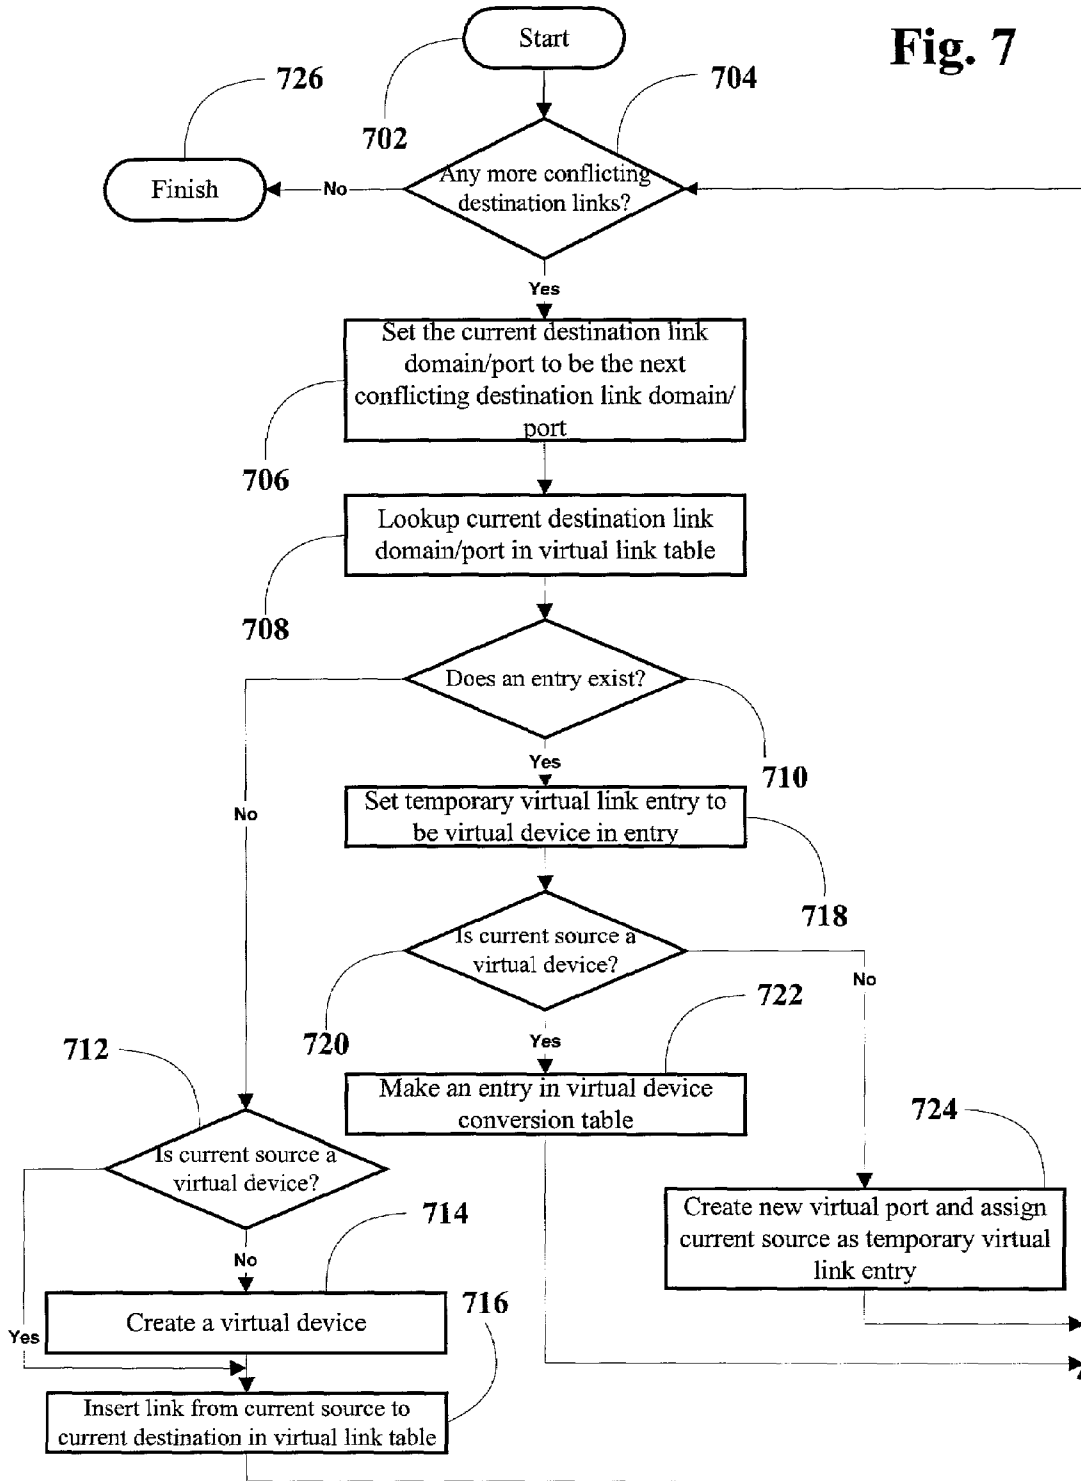 Start
Fig. 7
726
704
702
Any more conflicting
destination links?
No
Finish
Yes
Set the current destination link
domain/port to be the next
conflicting destination link domain/
port
706
Lookup current destination link
domain/port in virtual link table
708
Does an entry exist?
710
Yes
No
Set temporary virtual link entry to
be virtual device in entry
718
Is current source a
virtual device?
No
722
720
Yes
712
Make an entry in virtual device
conversion table
724
Is current source a
virtual device?
714
Create new virtual port and assign
current source as temporary virtual
link entry
No
716
Create a virtual device
Yes
Insert link from current source to
current destination in virtual link table